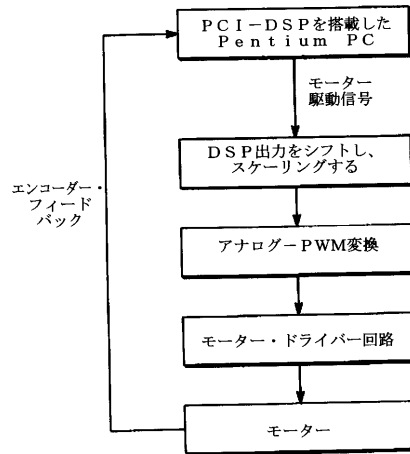 PCI－DSPを搭載した
Pentium PC
モーター
駆動信号
DSP出力をシフトし、
スケーリングする
エンコーダー・
フィード
バック
アナログ－PWM変換
モーター・ドライバー回路
モーター